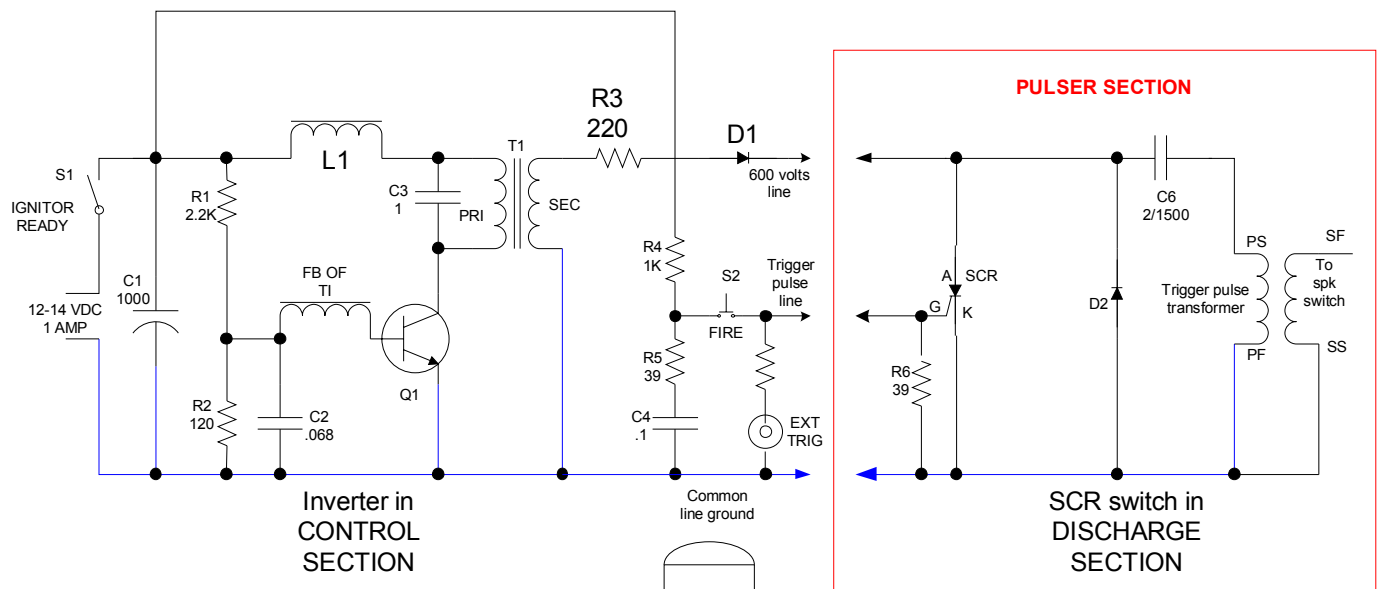 PULSER SECTION
S1
IGNITOR
READY
12-14 VDC
1 AMP
C1
1000
R1
2.2K
R2
120
L1
FB OF
TI
C2
.068
C3
1
Q1
T1
PRI
SEC
R3
220
D1
600 volts
line
R4
1K
S2
FIRE
Trigger
pulse
line
R5
39
C4
.1
EXT
TRIG
Inverter in
CONTROL
SECTION
Common
line ground
A
SCR
G
K
R6
39
D2
C6
2/1500
PS
SF
Trigger pulse
transformer
To
spk
switch
PF
SS
SCR switch in
DISCHARGE
SECTION